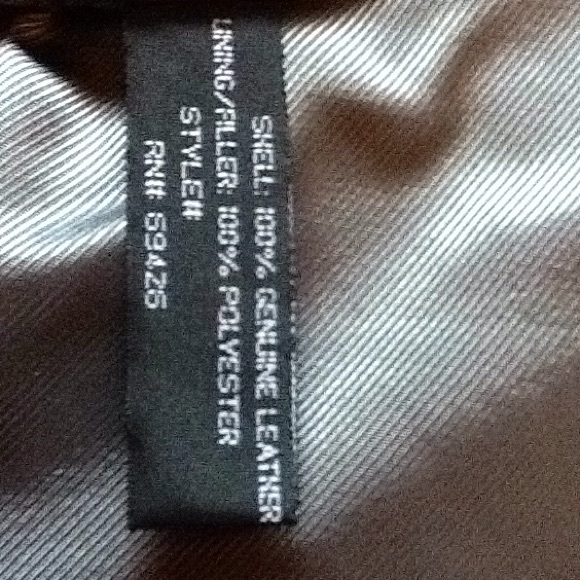 SHELL: 100% GENUINE LEATHER
LINING/FILLER: 100% POLYESTER
STYLE#
RN# 69425